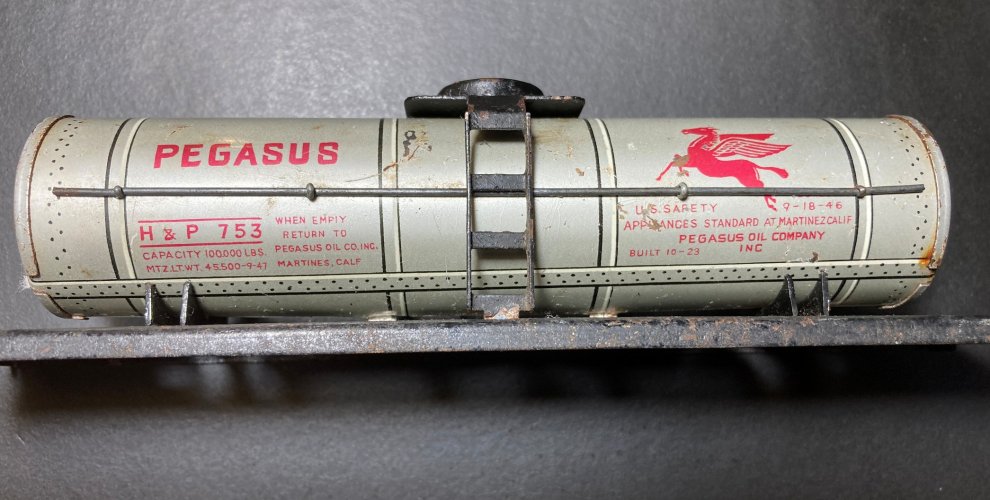 PEGASUS
H & P 753
CAPACITY 100,000 LBS.
MTZ.LT.WT. 45,500-9-47
WHEN EMPIY
RETURN TO
PEGASUS OIL CO. INC.
MARTINES, CALF
U.S. SAFETY 9-18-46
APPLIANCES STANDARD AT MARTINEZ CALIF
PEGASUS OIL COMPANY
INC
BUILT 10-23